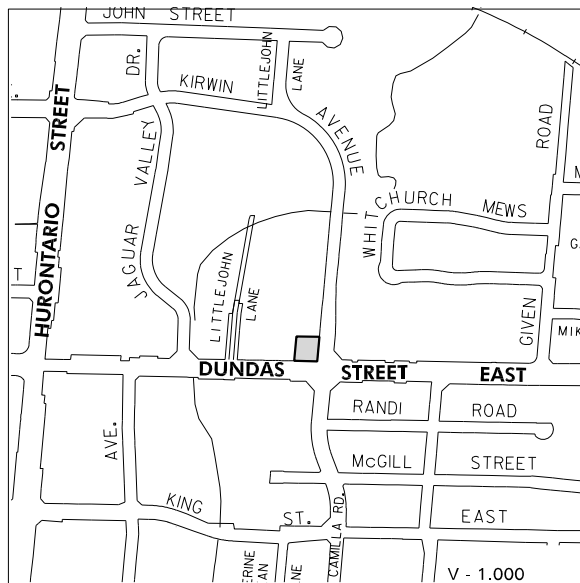 JOHN STREET
DR.
KIRWIN
LITTLEJOHN
LANE
AVENUE
HURONTARIO STREET
JAGUAR VALLEY
ROAD
WHITCHURCH MEWS
LITTLEJOHN
LANE
GIVEN
MIK
DUNDAS STREET EAST
RANDI ROAD
AVE.
McGILL STREET
KING ST. EAST
CAMILLA RD.
V - 1.000